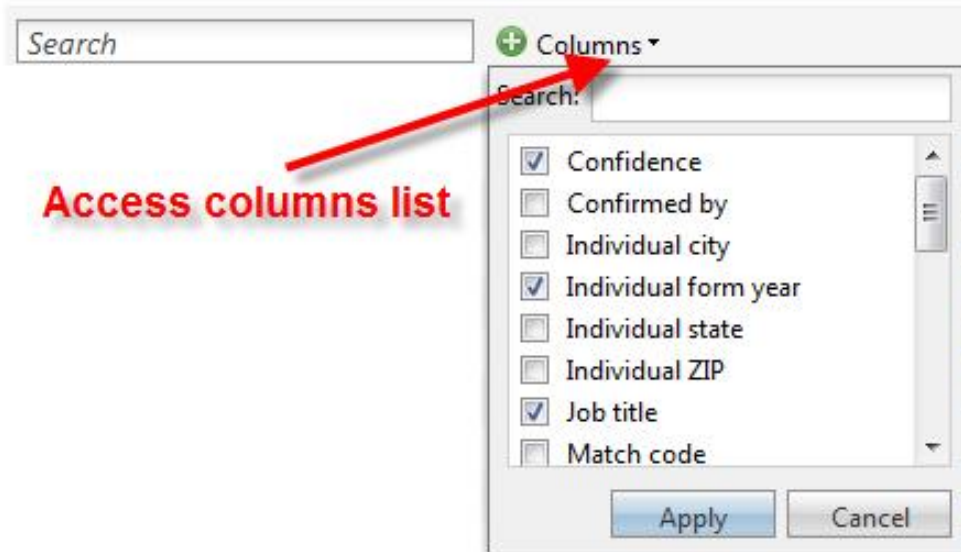 Search
Columns
Search:
Access columns list
Confidence
Confirmed by
Individual city
Individual form year
Individual state
Individual ZIP
Job title
Match code
Apply
Cancel